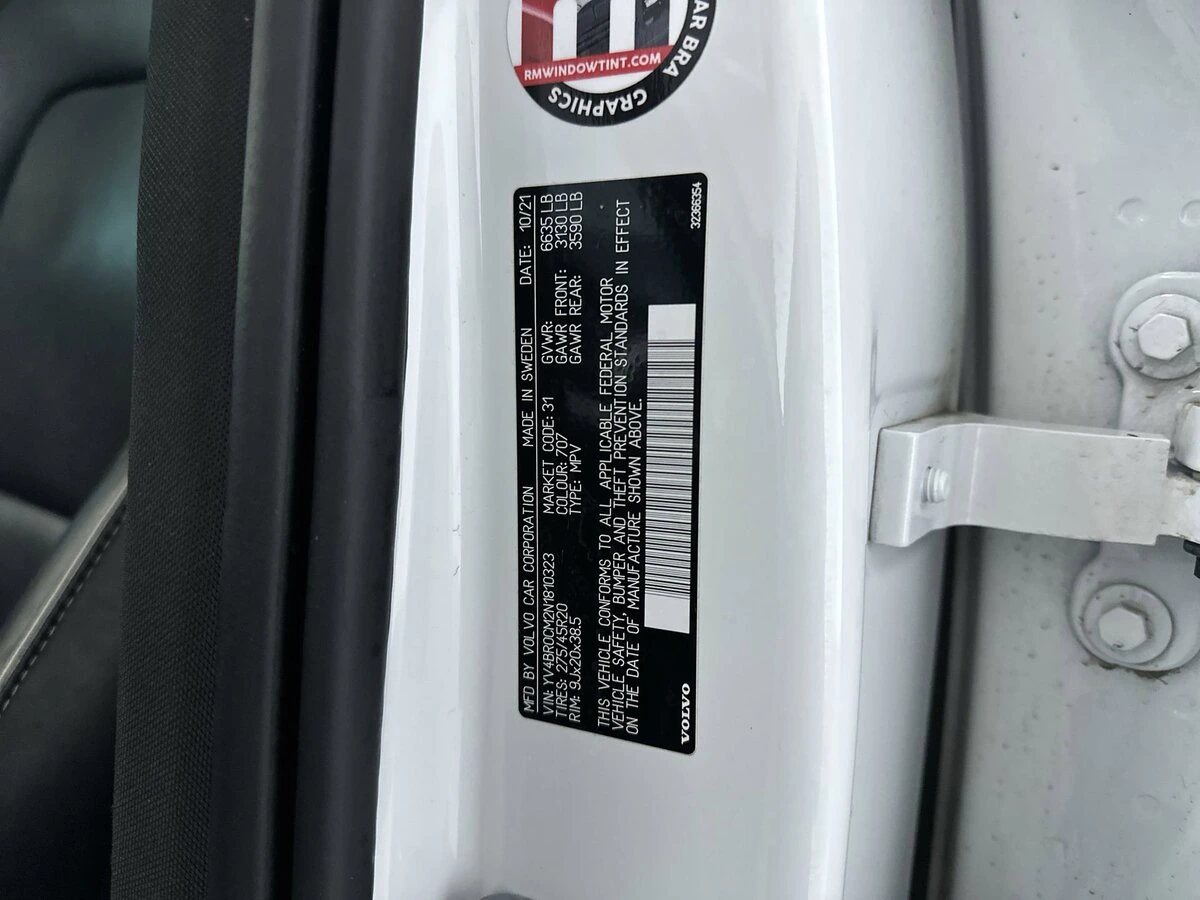 AR BRA
RMWINDOWTINT.COM
GRAPHICS
MFD BY VOLVO CAR CORPORATION MADE IN SWEDEN DATE: 10/21
VIN: YV4BR0CM2N1810323 MARKET CODE: 31 GVWR: 6635 LB
TIRES: 275/45R20 COLOUR: 707 GAWR FRONT: 3130 LB
RIM: 9Jx20x38.5 TYPE: MPV GAWR REAR: 3590 LB
THIS VEHICLE CONFORMS TO ALL APPLICABLE FEDERAL MOTOR
VEHICLE SAFETY, BUMPER AND THEFT PREVENTION STANDARDS IN EFFECT
ON THE DATE OF MANUFACTURE SHOWN ABOVE.
VOLVO
32366354